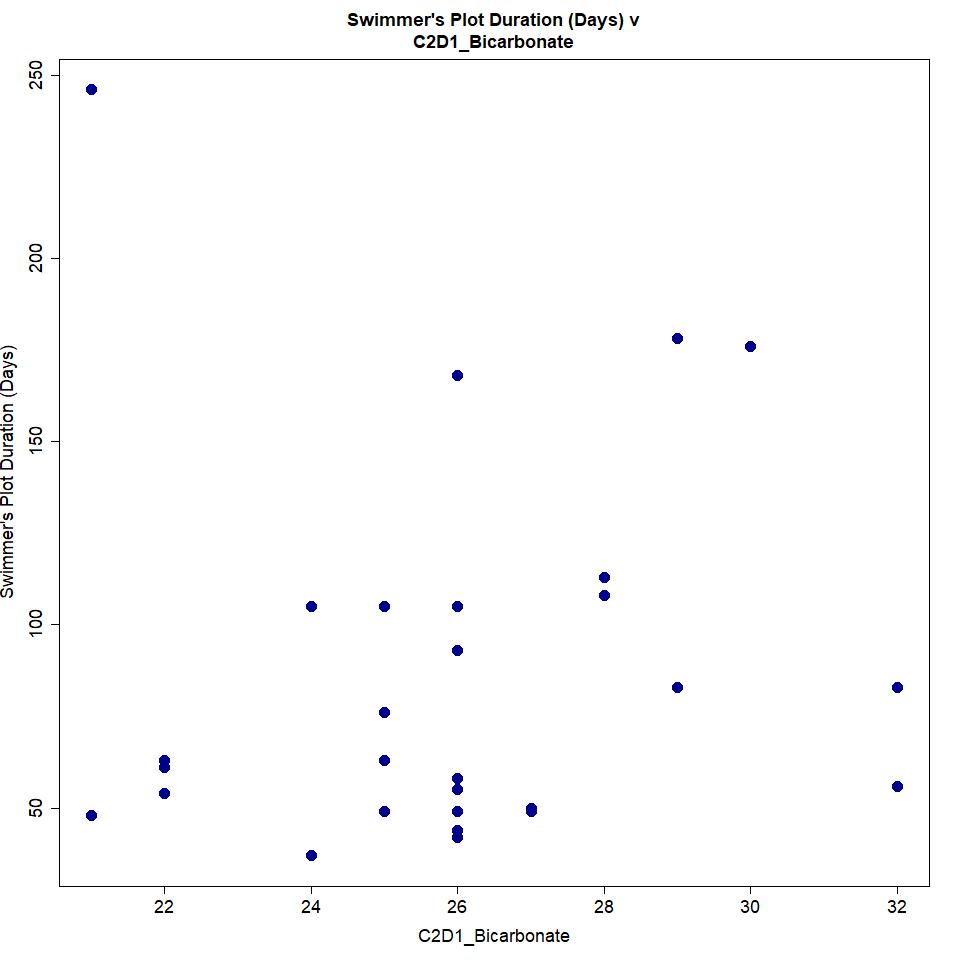 Swimmer's Plot Duration (Days) v
C2D1_Bicarbonate
250
200
150
100
50
Swimmer's Plot Duration (Days)
22 24 26 28 30 32
C2D1_Bicarbonate